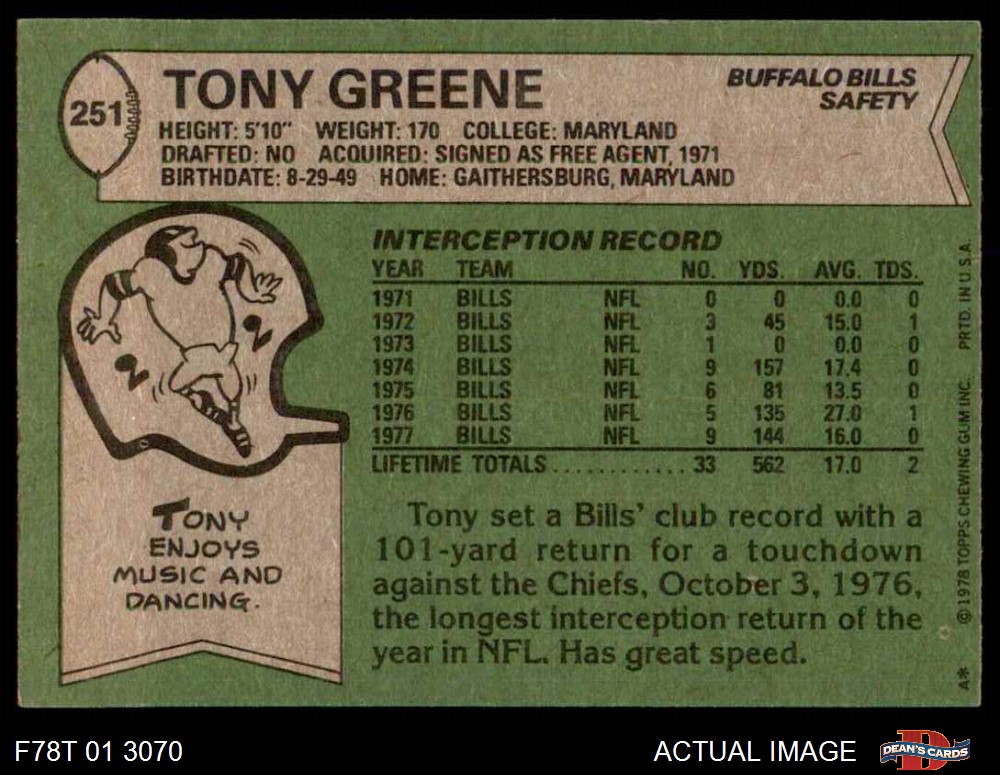 251
TONY GREENE
BUFFALO BILLS
SAFETY
HEIGHT: 5'10" WEIGHT: 170 COLLEGE: MARYLAND
DRAFTED: NO ACQUIRED: SIGNED AS FREE AGENT, 1971
BIRTHDATE: 8-29-49 HOME: GAITHERSBURG, MARYLAND
INTERCEPTION RECORD
YEAR TEAM NO. YDS. AVG. TDS.
1971 BILLS NFL 0 0 0.0 0
1972 BILLS NFL 3 45 15.0 1
1973 BILLS NFL 1 0 0.0 0
1974 BILLS NFL 9 157 17.4 0
1975 BILLS NFL 6 81 13.5 0
1976 BILLS NFL 5 135 27.0 1
1977 BILLS NFL 9 144 16.0 0
LIFETIME TOTALS............ 33 562 17.0 2
TONY
ENJOYS
MUSIC AND
DANCING.
Tony set a Bills' club record with a
101-yard return for a touchdown
against the Chiefs, October 3, 1976,
the longest interception return of the
year in NFL. Has great speed.
A* © 1978 TOPPS CHEWING GUM INC. PRTD. IN U.S.A.
F78T 01 3070
ACTUAL IMAGE
DEAN'S CARDS